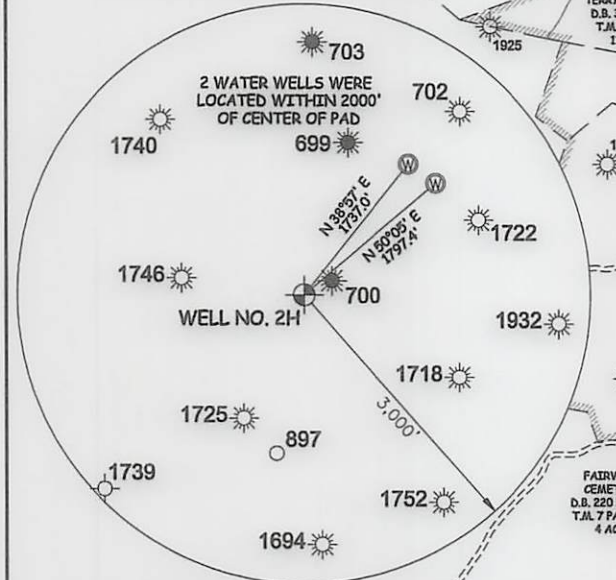 D.B.
T.M.
703
1925
2 WATER WELLS WERE
LOCATED WITHIN 2000'
OF CENTER OF PAD
702
1740
699
W
W
N 38°57' E
1737.0'
N 50°05' E
1797.4'
1722
1746
700
WELL NO. 2H
1932
1718
3,000'
1725
897
1739
1752
1694
CEMET
D.B. 220
T.M. 7 PA
4 AC